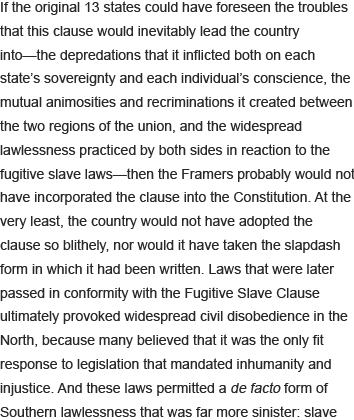 If the original 13 states could have foreseen the troubles
that this clause would inevitably lead the country
into—the depredations that it inflicted both on each
state's sovereignty and each individual's conscience, the
mutual animosities and recriminations it created between
the two regions of the union, and the widespread
lawlessness practiced by both sides in reaction to the
fugitive slave laws—then the Framers probably would not
have incorporated the clause into the Constitution. At the
very least, the country would not have adopted the
clause so blithely, nor would it have taken the slapdash
form in which it had been written. Laws that were later
passed in conformity with the Fugitive Slave Clause
ultimately provoked widespread civil disobedience in the
North, because many believed that it was the only fit
response to legislation that mandated inhumanity and
injustice. And these laws permitted a de facto form of
Southern lawlessness that was far more sinister: slave